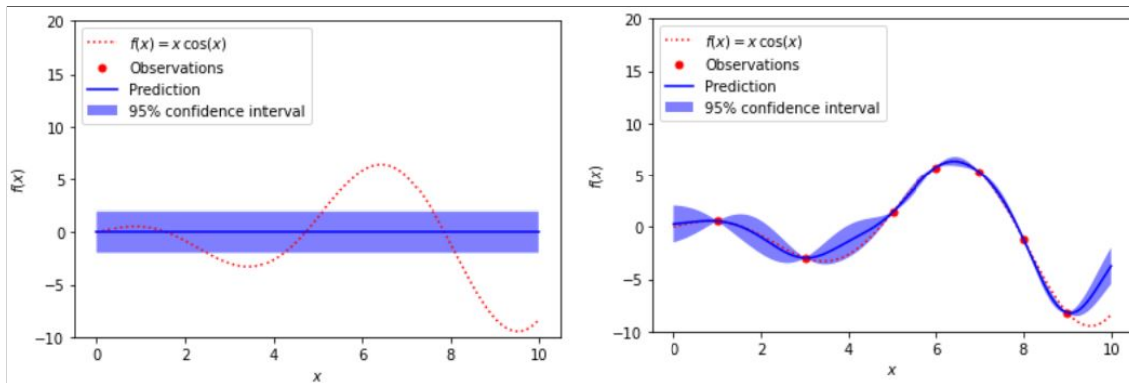 20
15
10
5
0
−5
−10
f(x)
f(x) = x cos(x)
Observations
Prediction
95% confidence interval
0 2 4 6 8 10
x
20
15
10
5
0
−5
−10
f(x)
f(x) = x cos(x)
Observations
Prediction
95% confidence interval
0 2 4 6 8 10
x